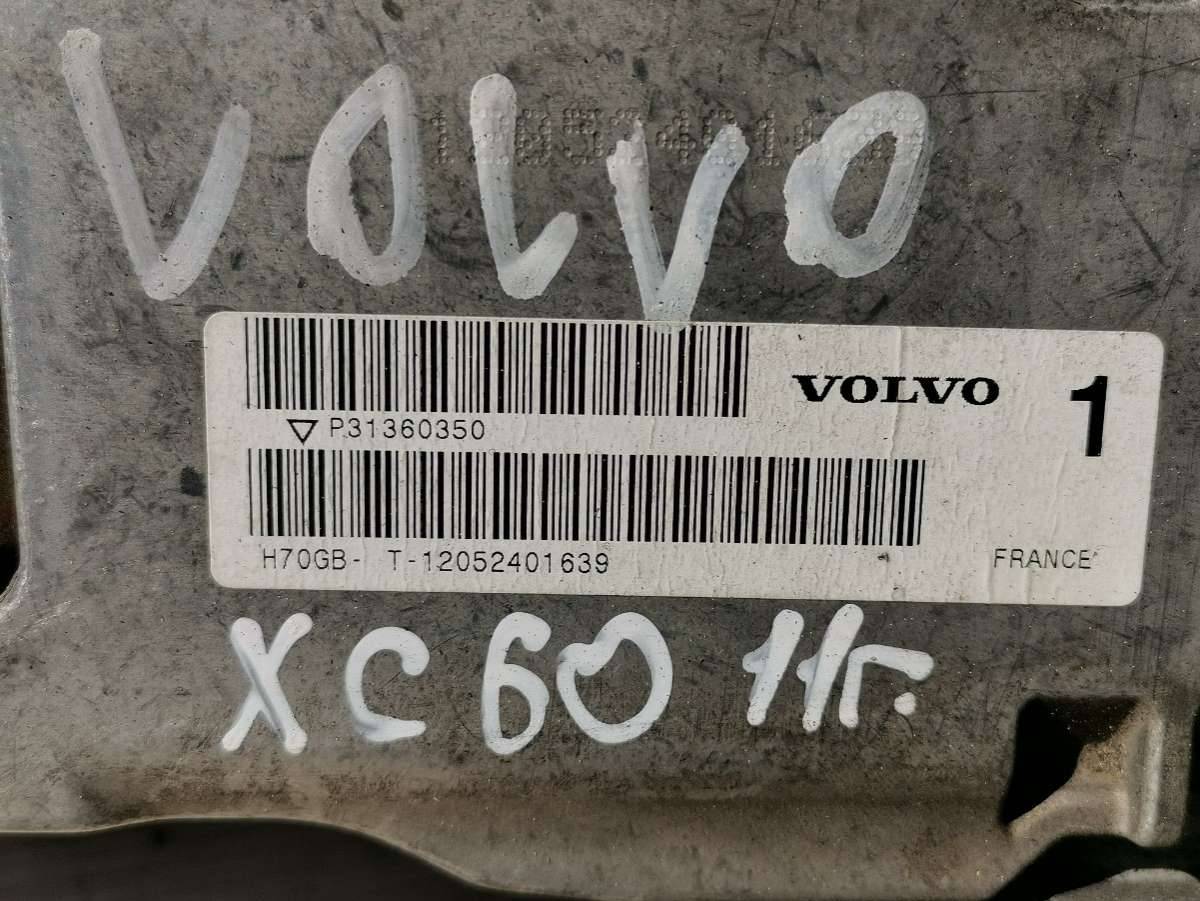 VOLVO
VOLVO 1
P31360350
H70GB- T-12052401639
FRANCE
XC60 11г.